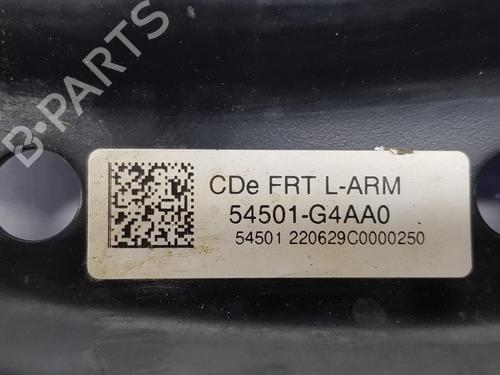 B-PARTS
CDe FRT L-ARM
54501-G4AA0
54501 220629C0000250